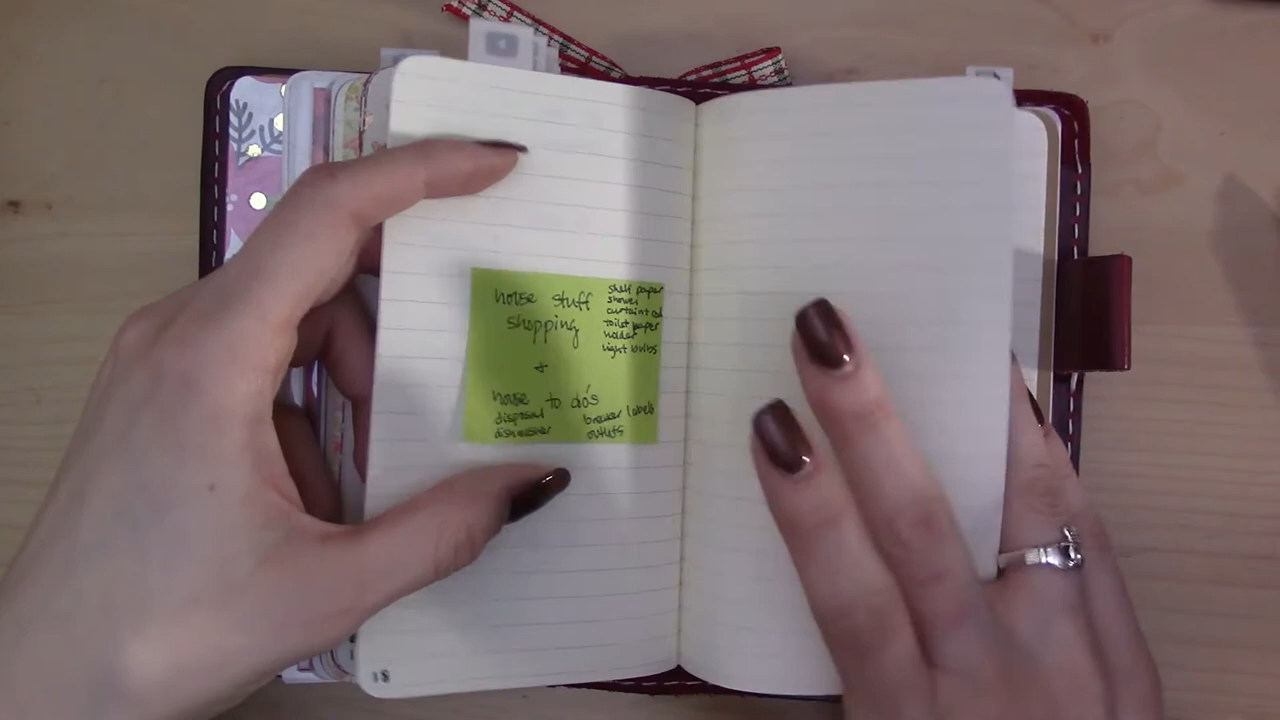 house stuff
shopping
shelf paper
shower
curtain rod
toilet paper
holder
light bulbs
+
house to do's
disposal
dishwasher
breaker labels
outlets